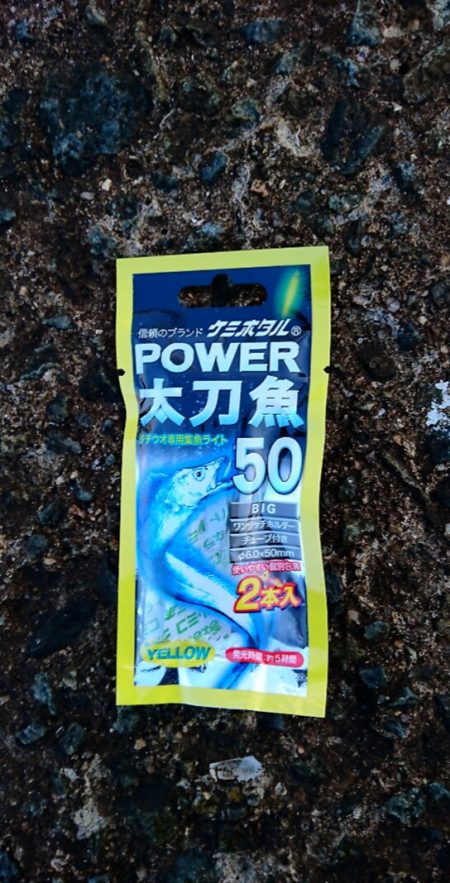 信頼のブランド ケミホタル®
POWER
太刀魚
タチウオ専用集魚ライト
50
BIG
ワンタッチホルダー
チューブ付き
φ6.0×50mm
使いやすい個別包装
2本入
YELLOW
発光時間:約5時間